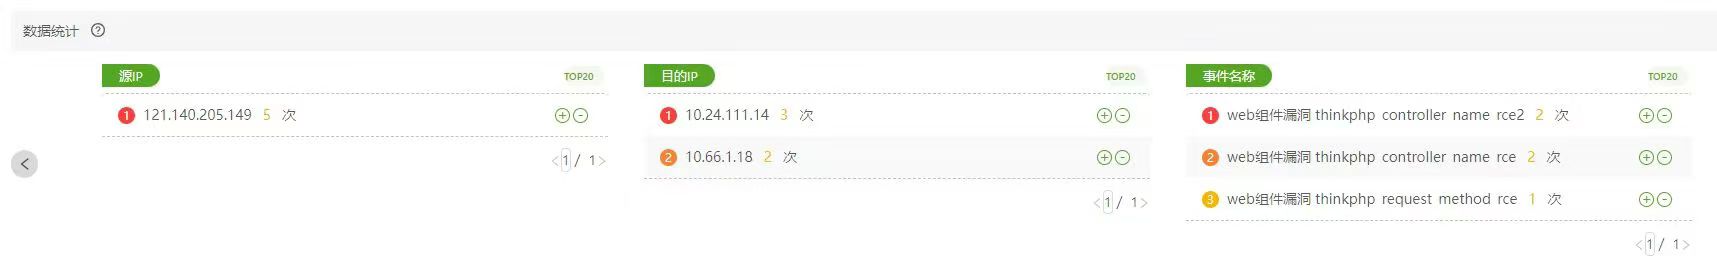 数据统计 ?
源IP TOP20
1 121.140.205.149 5 次
< 1 / 1 >
目的IP TOP20
1 10.24.111.14 3 次
2 10.66.1.18 2 次
< 1 / 1 >
事件名称 TOP20
1 web组件漏洞 thinkphp controller name rce2 2 次
2 web组件漏洞 thinkphp controller name rce 2 次
3 web组件漏洞 thinkphp request method rce 1 次
< 1 / 1 >